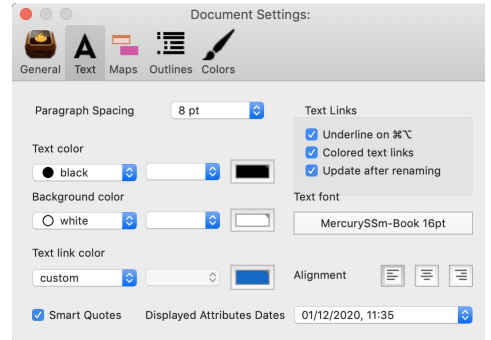 Document Settings:
General Text Maps Outlines Colors
Paragraph Spacing 8 pt
Text Links
Underline on ⌘⌥
Colored text links
Update after renaming
Text color
black
Background color
white
Text font
MercurySSm-Book 16pt
Text link color
custom
Alignment
Smart Quotes
Displayed Attributes Dates 01/12/2020, 11:35